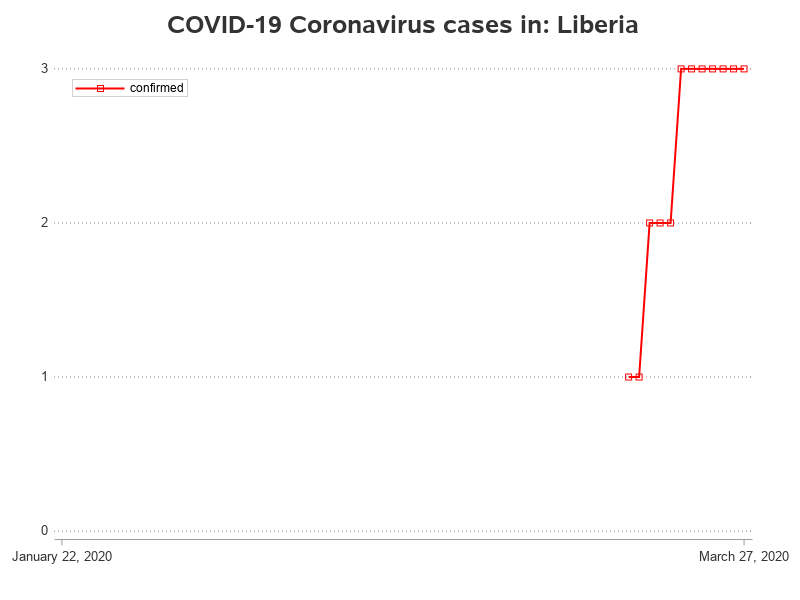 COVID-19 Coronavirus cases in: Liberia
3
confirmed
2
1
0
January 22, 2020
March 27, 2020